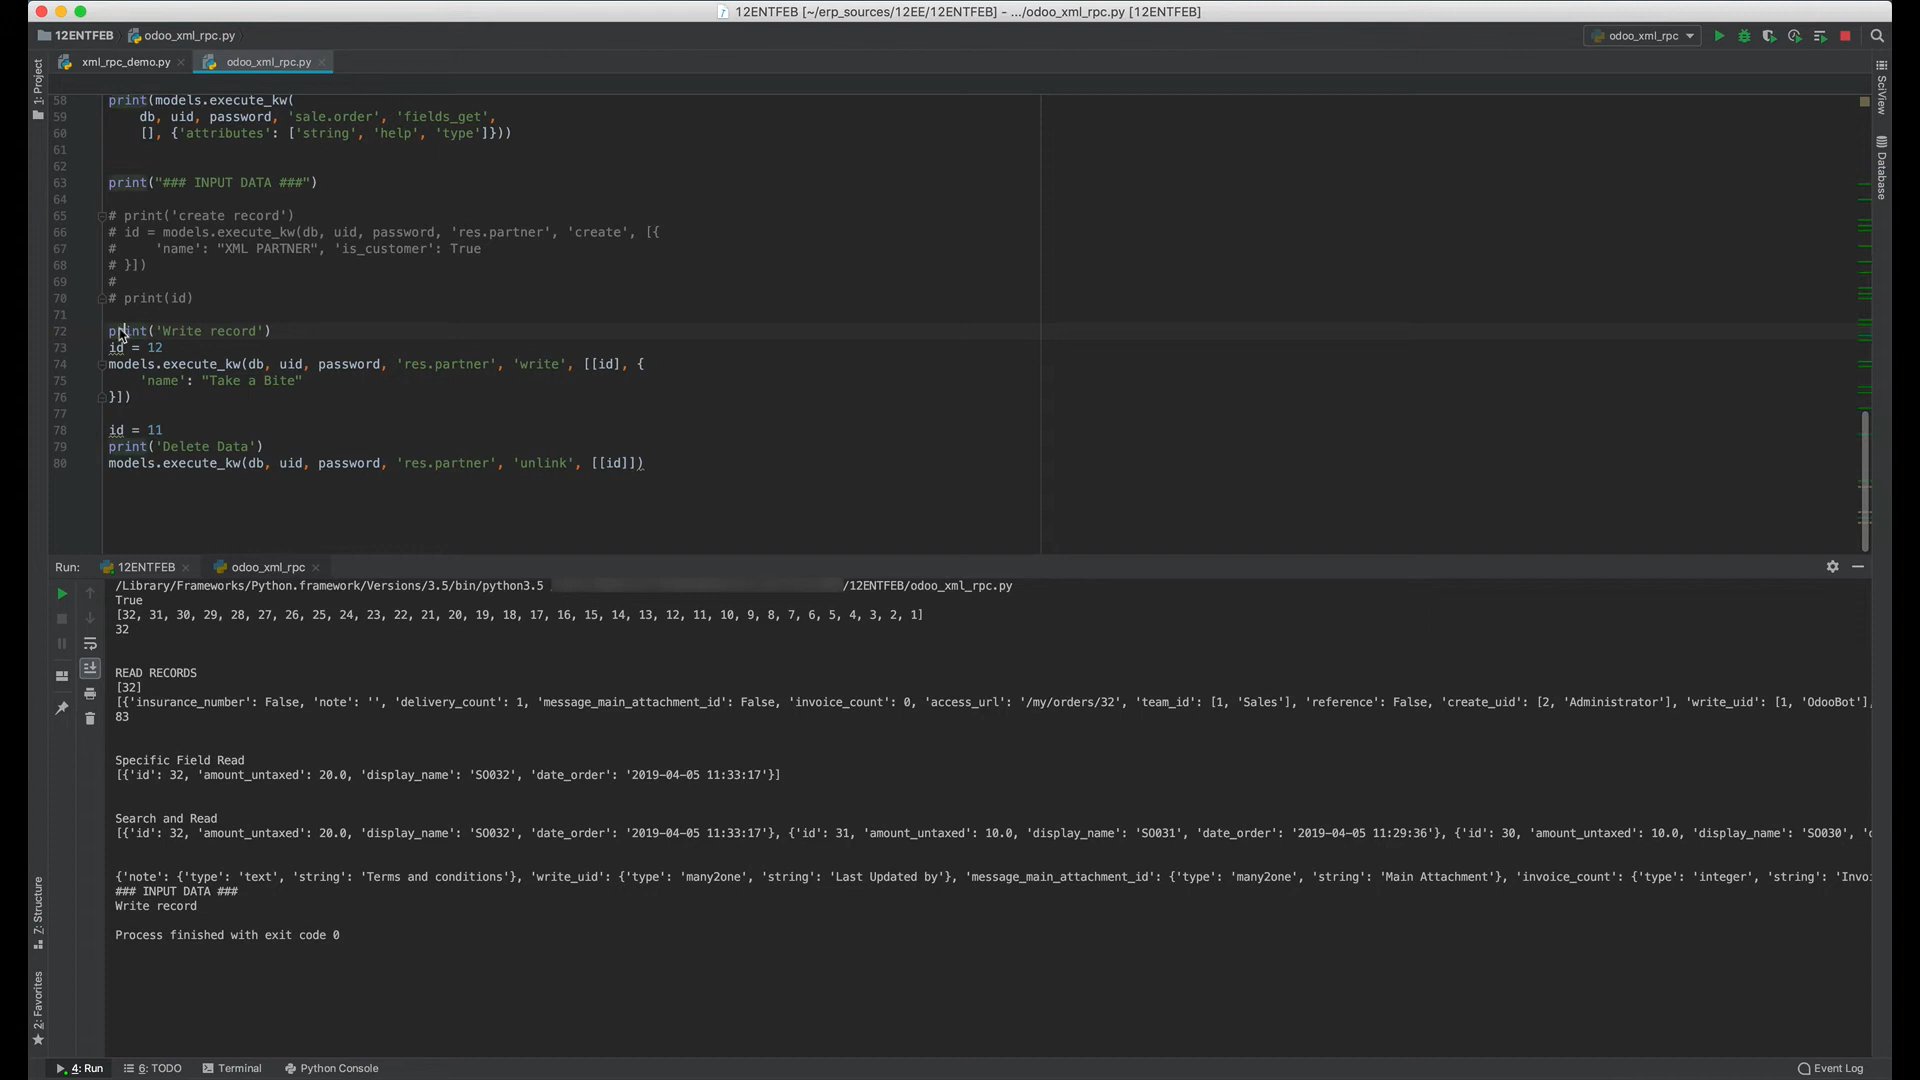 12ENTFEB [~/erp_sources/12EE/12ENTFEB] - .../odoo_xml_rpc.py [12ENTFEB]
12ENTFEB odoo_xml_rpc.py
odoo_xml_rpc
1: Project
xml_rpc_demo.py
odoo_xml_rpc.py
SciView
Database
58 print(models.execute_kw(
59 db, uid, password, 'sale.order', 'fields_get',
60 [], {'attributes': ['string', 'help', 'type']}))
61
62
63 print("### INPUT DATA ###")
64
65 # print('create record')
66 # id = models.execute_kw(db, uid, password, 'res.partner', 'create', [{
67 #     'name': "XML PARTNER", 'is_customer': True
68 # }])
69 #
70 # print(id)
71
72 print('Write record')
73 id = 12
74 models.execute_kw(db, uid, password, 'res.partner', 'write', [[id], {
75 'name': "Take a Bite"
76 }])
77
78 id = 11
79 print('Delete Data')
80 models.execute_kw(db, uid, password, 'res.partner', 'unlink', [[id]])
Run: 12ENTFEB odoo_xml_rpc
/Library/Frameworks/Python.framework/Versions/3.5/bin/python3.5 /12ENTFEB/odoo_xml_rpc.py
True
[32, 31, 30, 29, 28, 27, 26, 25, 24, 23, 22, 21, 20, 19, 18, 17, 16, 15, 14, 13, 12, 11, 10, 9, 8, 7, 6, 5, 4, 3, 2, 1]
32
READ RECORDS
[32]
[{'insurance_number': False, 'note': '', 'delivery_count': 1, 'message_main_attachment_id': False, 'invoice_count': 0, 'access_url': '/my/orders/32', 'team_id': [1, 'Sales'], 'reference': False, 'create_uid': [2, 'Administrator'], 'write_uid': [1, 'OdooBot'],
83
Specific Field Read
[{'id': 32, 'amount_untaxed': 20.0, 'display_name': 'SO032', 'date_order': '2019-04-05 11:33:17'}]
Search and Read
[{'id': 32, 'amount_untaxed': 20.0, 'display_name': 'SO032', 'date_order': '2019-04-05 11:33:17'}, {'id': 31, 'amount_untaxed': 10.0, 'display_name': 'SO031', 'date_order': '2019-04-05 11:29:36'}, {'id': 30, 'amount_untaxed': 10.0, 'display_name': 'SO030', '
{'note': {'type': 'text', 'string': 'Terms and conditions'}, 'write_uid': {'type': 'many2one', 'string': 'Last Updated by'}, 'message_main_attachment_id': {'type': 'many2one', 'string': 'Main Attachment'}, 'invoice_count': {'type': 'integer', 'string': 'Invoi
### INPUT DATA ###
Write record
Process finished with exit code 0
Z: Structure
2: Favorites
4: Run
6: TODO
Terminal
Python Console
Event Log